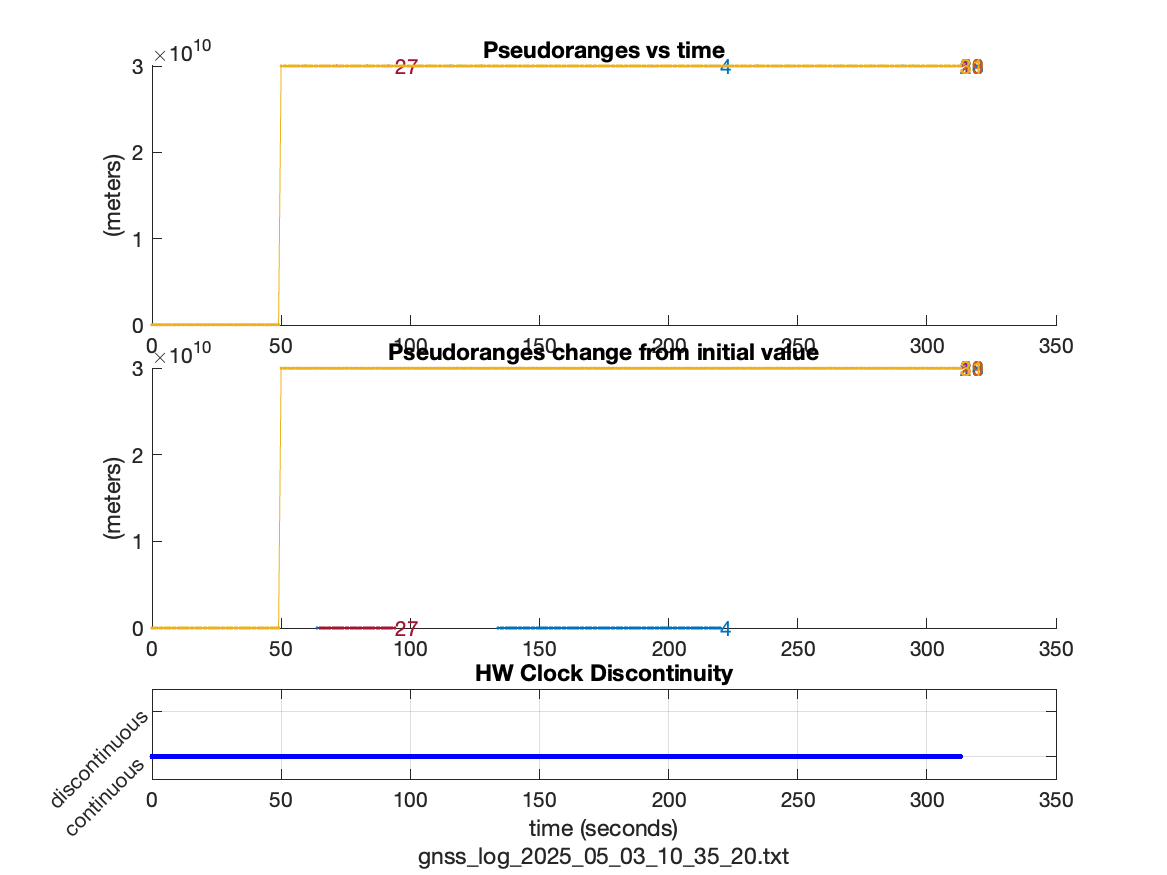 Pseudoranges vs time
×10^10
3
2
1
0
(meters)
27
4
0 50 100 150 200 250 300 350
Pseudoranges change from initial value
×10^10
3
2
1
0
(meters)
27
4
0 50 100 150 200 250 300 350
HW Clock Discontinuity
discontinuous
continuous
0 50 100 150 200 250 300 350
time (seconds)
gnss_log_2025_05_03_10_35_20.txt